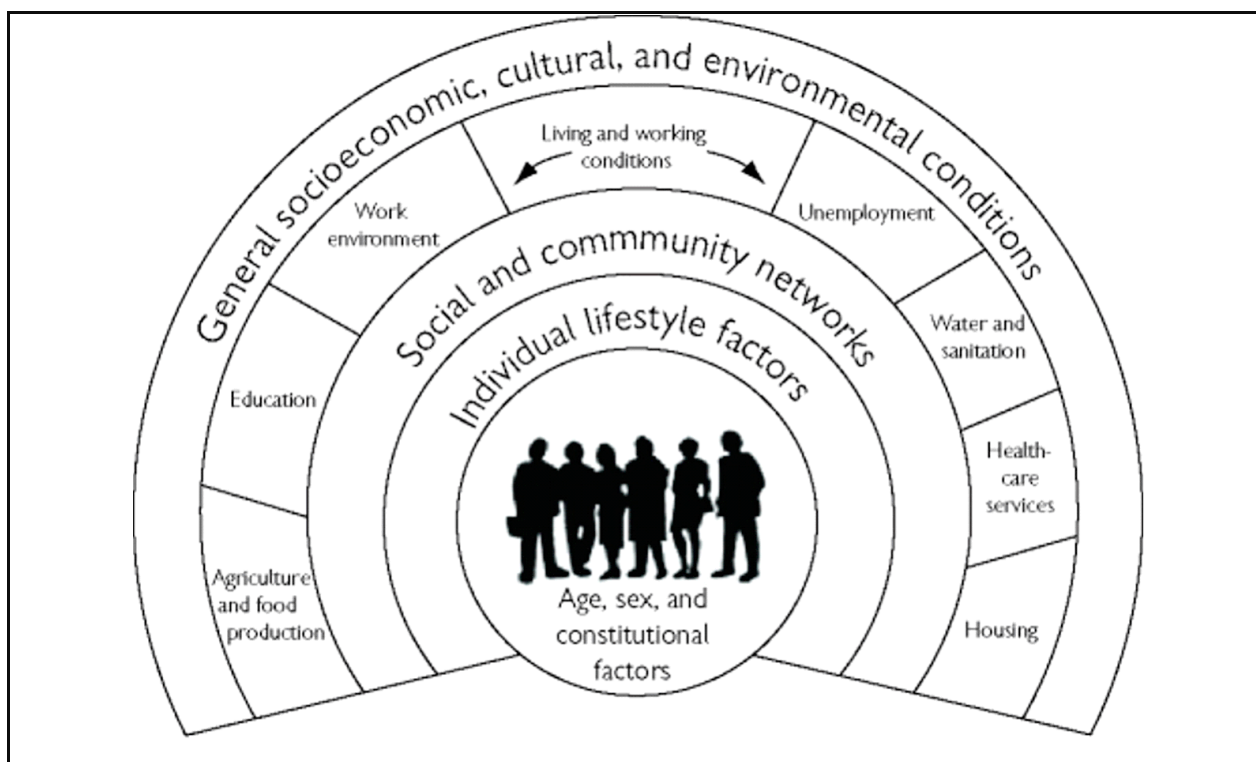 General socioeconomic, cultural, and environmental conditions
Living and working
conditions
Work
environment
Unemployment
Education
Water and
sanitation
Agriculture
and food
production
Health-
care
services
Housing
Social and commmunity networks
Individual lifestyle factors
Age, sex, and
constitutional
factors